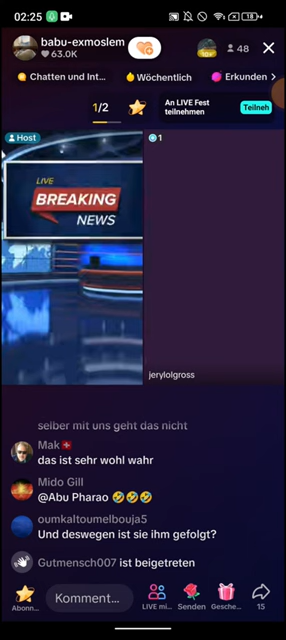 02:25
18
babu-exmoslem
63.0K
48
Chatten und Int...
Wöchentlich
Erkunden
1/2
An LIVE Fest
teilnehmen
Teilneh
Host
1
LIVE
BREAKING
NEWS
jerylolgross
selber mit uns geht das nicht
Mak
das ist sehr wohl wahr
Mido Gill
@Abu Pharao 🤣🤣🤣
oumkaltoumelbouja5
Und deswegen ist sie ihm gefolgt?
Gutmensch007 ist beigetreten
Abonn...
Komment...
LIVE mi...
Senden
Gesche...
15